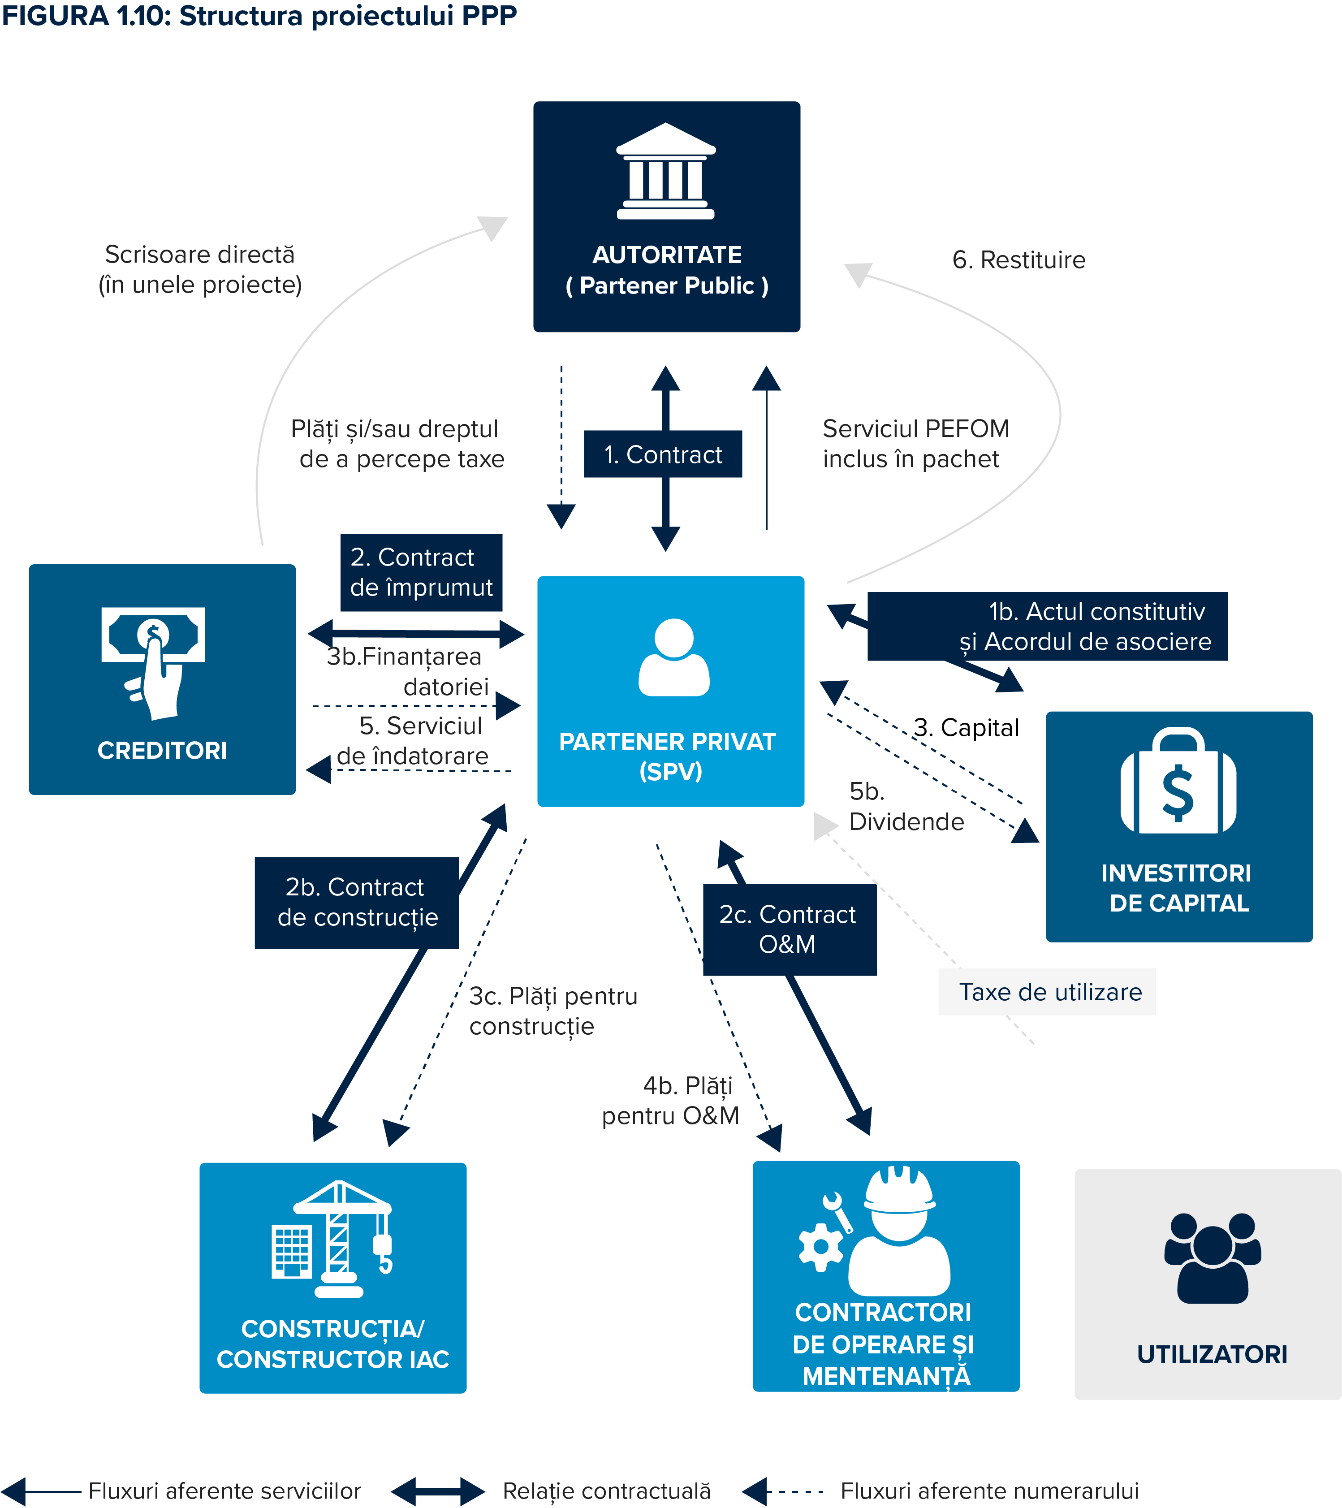 FIGURA 1.10: Structura proiectului PPP
AUTORITATE
( Partener Public )
Scrisoare directă
(în unele proiecte)
6. Restituire
Plăți și/sau dreptul
de a percepe taxe
1. Contract
Serviciul PEFOM
inclus în pachet
2. Contract
de împrumut
1b. Actul constitutiv
și Acordul de asociere
3b.Finanțarea
datoriei
5. Serviciul
de îndatorare
CREDITORI
PARTENER PRIVAT
(SPV)
3. Capital
5b.
Dividende
INVESTITORI
DE CAPITAL
2b. Contract
de construcție
2c. Contract
O&M
Taxe de utilizare
3c. Plăți pentru
construcție
4b. Plăți
pentru O&M
CONSTRUCȚIA/
CONSTRUCTOR IAC
CONTRACTORI
DE OPERARE ȘI
MENTENANȚĂ
UTILIZATORI
Fluxuri aferente serviciilor
Relație contractuală
Fluxuri aferente numerarului